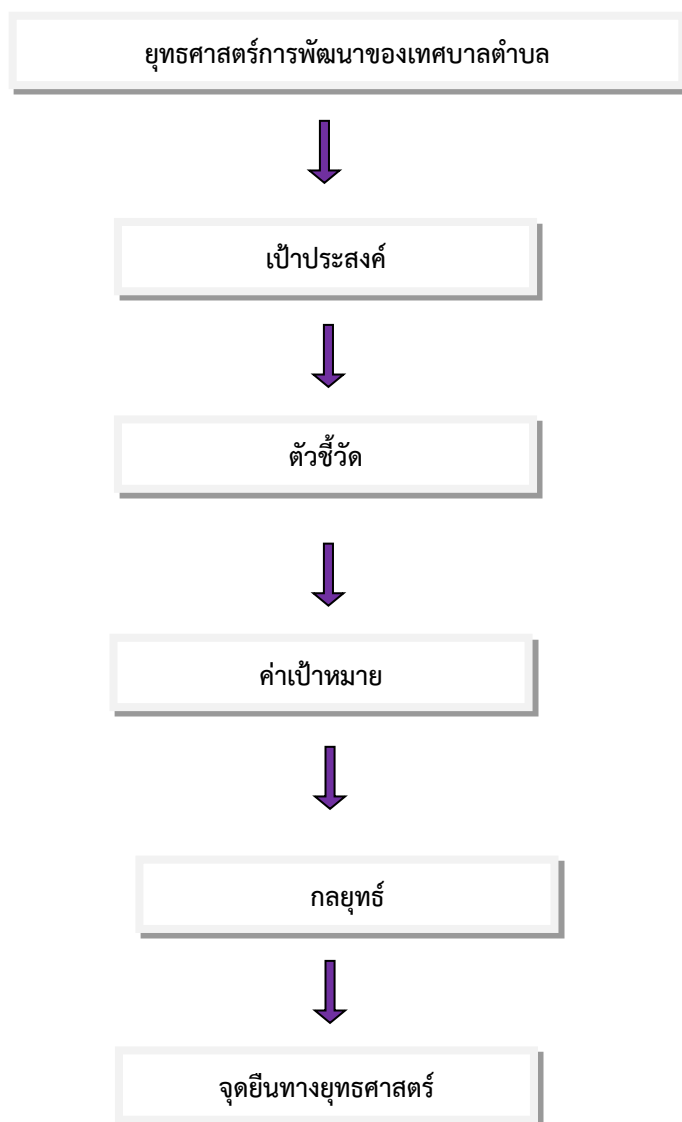 ยุทธศาสตร์การพัฒนาของเทศบาลตำบล
เป้าประสงค์
ตัวชี้วัด
ค่าเป้าหมาย
กลยุทธ์
จุดยืนทางยุทธศาสตร์